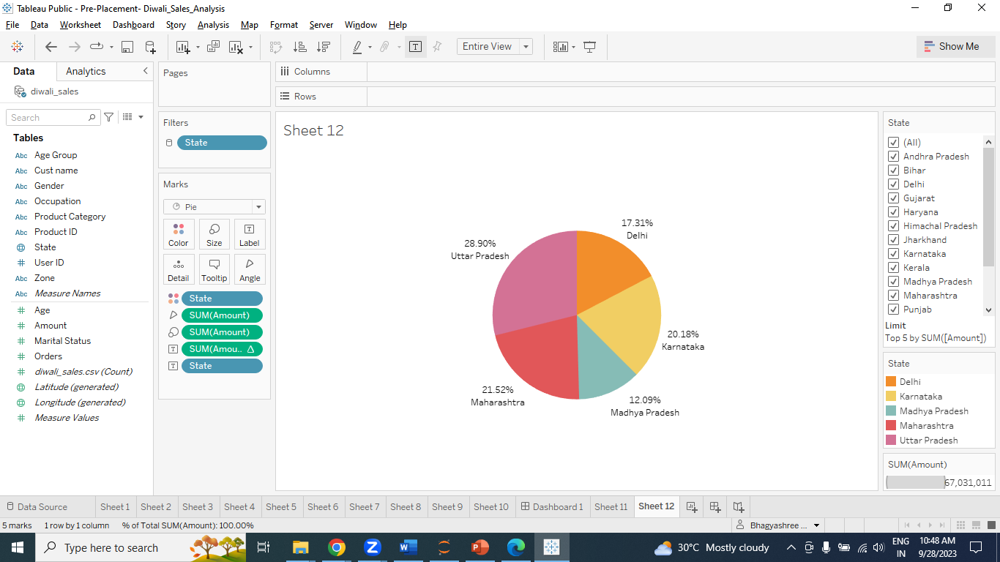 Tableau Public - Pre-Placement- Diwali_Sales_Analysis
File Data Worksheet Dashboard Story Analysis Map Format Server Window Help
Entire View
Show Me
Data Analytics
diwali_sales
Search
Tables
Abc Age Group
Abc Cust name
Abc Gender
Abc Occupation
Abc Product Category
Abc Product ID
State
User ID
Abc Zone
Abc Measure Names
Age
Amount
Marital Status
Orders
diwali_sales.csv (Count)
Latitude (generated)
Longitude (generated)
Measure Values
Pages
Filters
State
Marks
Pie
Color Size Label
Detail Tooltip Angle
State
SUM(Amount)
SUM(Amount)
SUM(Amou.. Δ
State
Columns
Rows
Sheet 12
17.31%
Delhi
28.90%
Uttar Pradesh
20.18%
Karnataka
21.52%
Maharashtra
12.09%
Madhya Pradesh
State
(All)
Andhra Pradesh
Bihar
Delhi
Gujarat
Haryana
Himachal Pradesh
Jharkhand
Karnataka
Kerala
Madhya Pradesh
Maharashtra
Punjab
Limit
Top 5 by SUM([Amount])
State
Delhi
Karnataka
Madhya Pradesh
Maharashtra
Uttar Pradesh
SUM(Amount)
67,031,011
Data Source Sheet 1 Sheet 2 Sheet 3 Sheet 4 Sheet 5 Sheet 6 Sheet 7 Sheet 8 Sheet 9 Sheet 10 Dashboard 1 Sheet 11 Sheet 12
5 marks 1 row by 1 column % of Total SUM(Amount): 100.00% Bhagyashree ...
Type here to search
30°C Mostly cloudy
ENG
IN
10:48 AM
9/28/2023